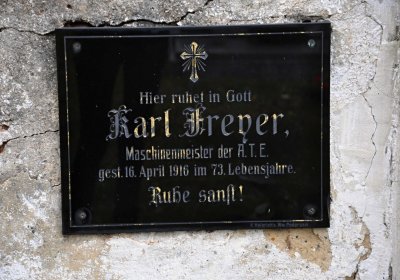 Hier ruhet in Gott
Karl Freyer,
Maschinenmeister der A.T.E.
gest. 16. April 1916 im 73. Lebensjahre.
Ruhe sanft!